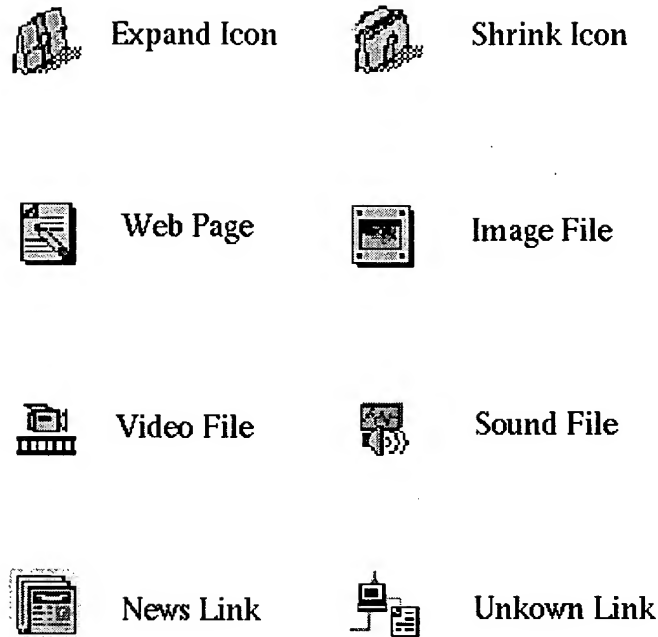 Expand Icon
Shrink Icon
Web Page
Image File
Video File
Sound File
News Link
Unkown Link